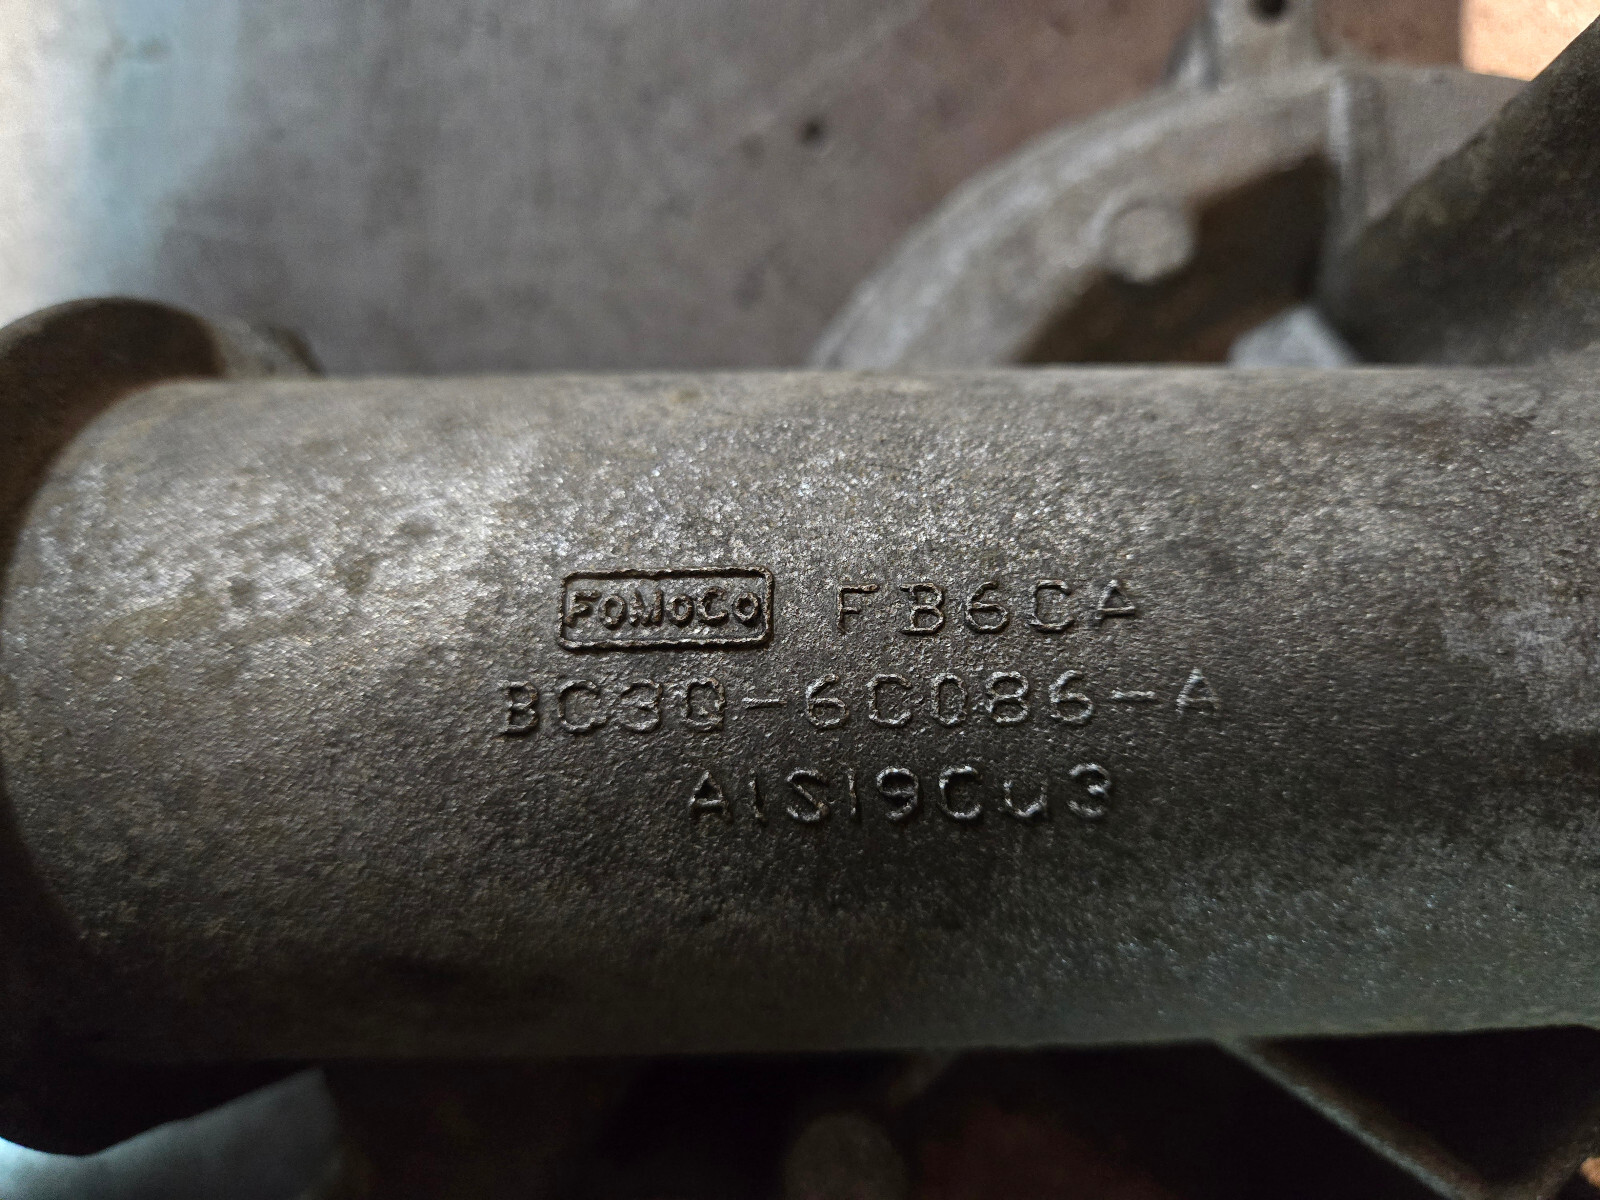 FoMoCo FB6CA
BC3Q-6C086-A
AlSi9Cu3